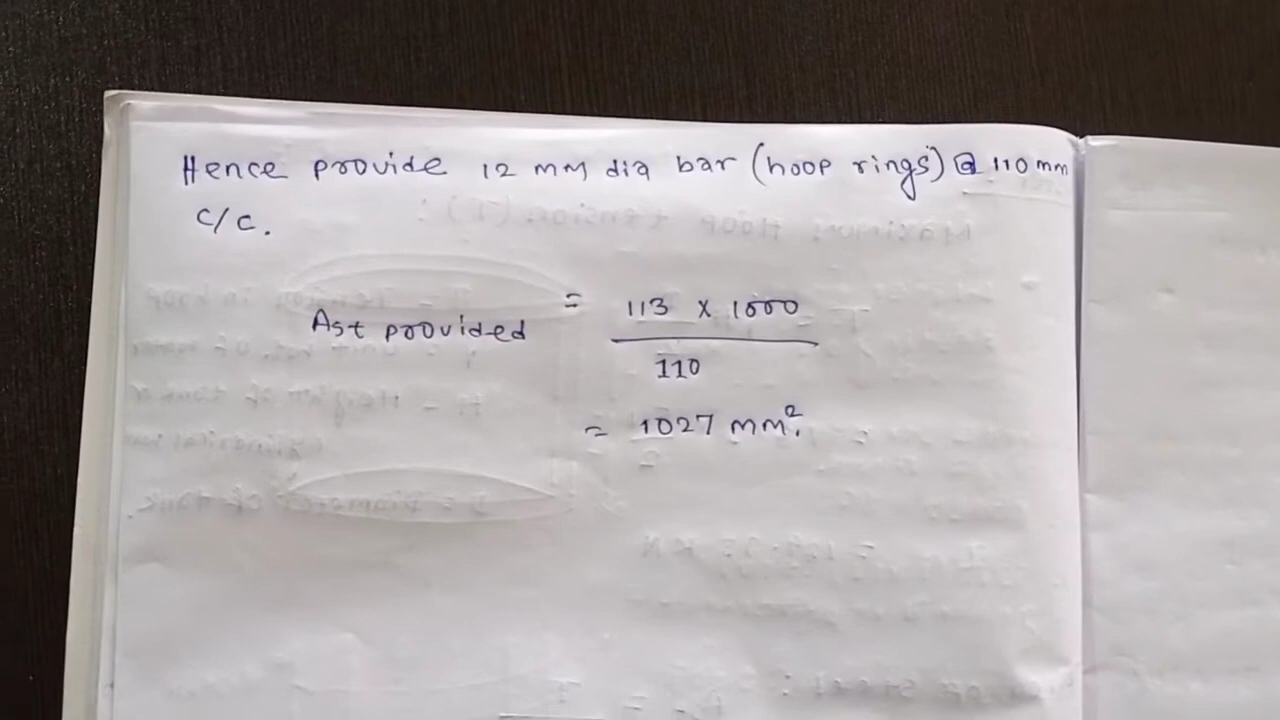 Hence provide 12 mm dia bar (hoop rings) @ 110 mm
c/c.
Ast provided = 113 x 1000
110
= 1027 mm².